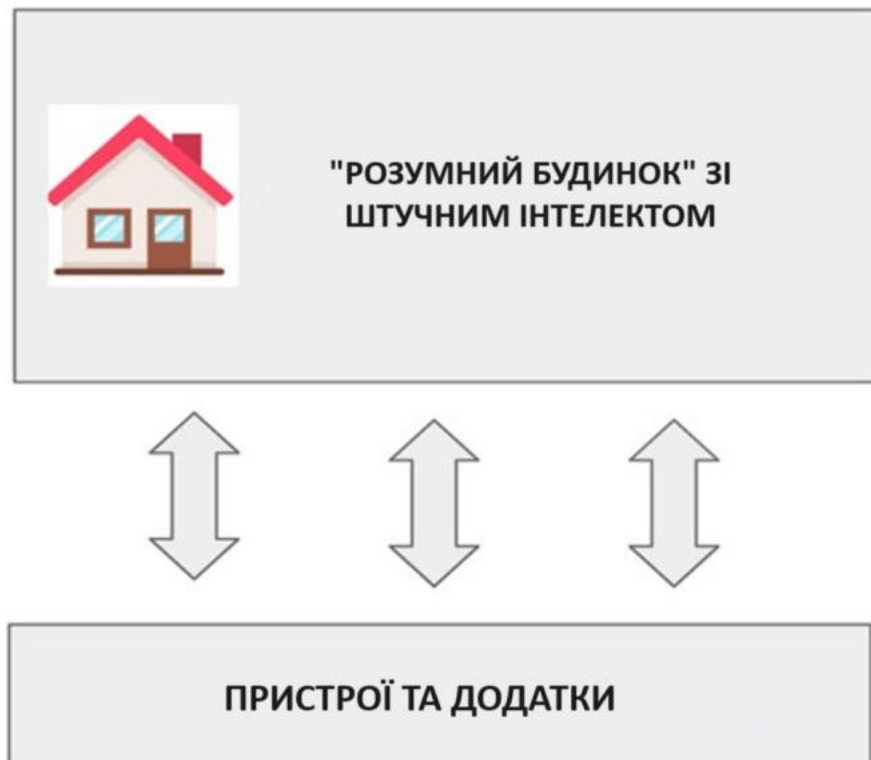 "РОЗУМНИЙ БУДИНОК" ЗІ
ШТУЧНИМ ІНТЕЛЕКТОМ
ПРИСТРОЇ ТА ДОДАТКИ